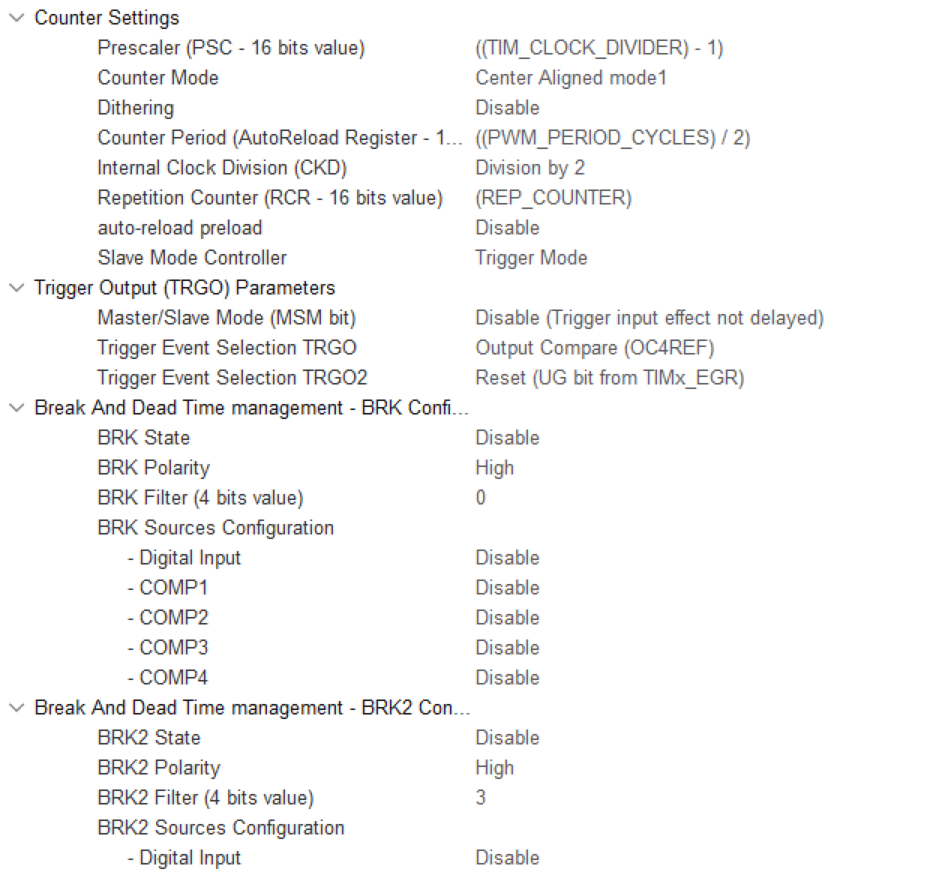 Counter Settings
Prescaler (PSC - 16 bits value) ((TIM_CLOCK_DIVIDER) - 1)
Counter Mode Center Aligned mode1
Dithering Disable
Counter Period (AutoReload Register - 1... ((PWM_PERIOD_CYCLES) / 2)
Internal Clock Division (CKD) Division by 2
Repetition Counter (RCR - 16 bits value) (REP_COUNTER)
auto-reload preload Disable
Slave Mode Controller Trigger Mode
Trigger Output (TRGO) Parameters
Master/Slave Mode (MSM bit) Disable (Trigger input effect not delayed)
Trigger Event Selection TRGO Output Compare (OC4REF)
Trigger Event Selection TRGO2 Reset (UG bit from TIMx_EGR)
Break And Dead Time management - BRK Confi...
BRK State Disable
BRK Polarity High
BRK Filter (4 bits value) 0
BRK Sources Configuration
- Digital Input Disable
- COMP1 Disable
- COMP2 Disable
- COMP3 Disable
- COMP4 Disable
Break And Dead Time management - BRK2 Con...
BRK2 State Disable
BRK2 Polarity High
BRK2 Filter (4 bits value) 3
BRK2 Sources Configuration
- Digital Input Disable